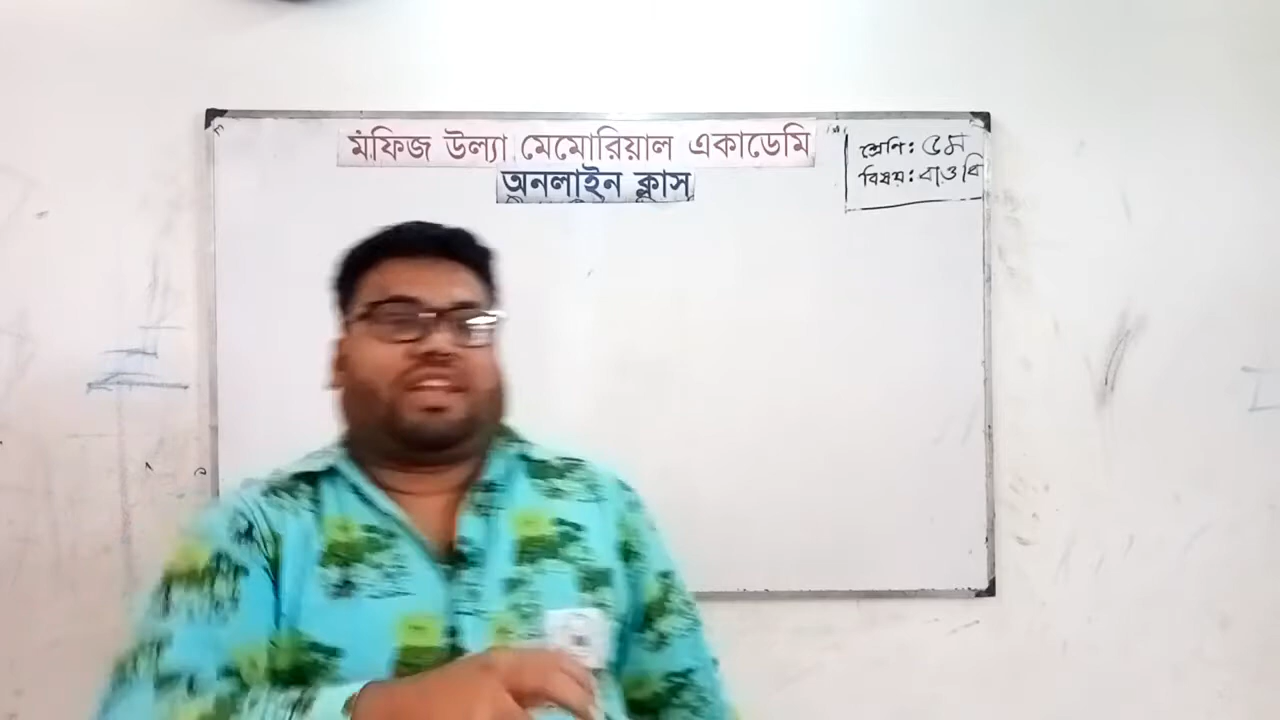 মফিজ উল্যা মেমোরিয়াল একাডেমি
অনলাইন ক্লাস
শ্রেণি: ৫ম
বিষয়: বাওবি